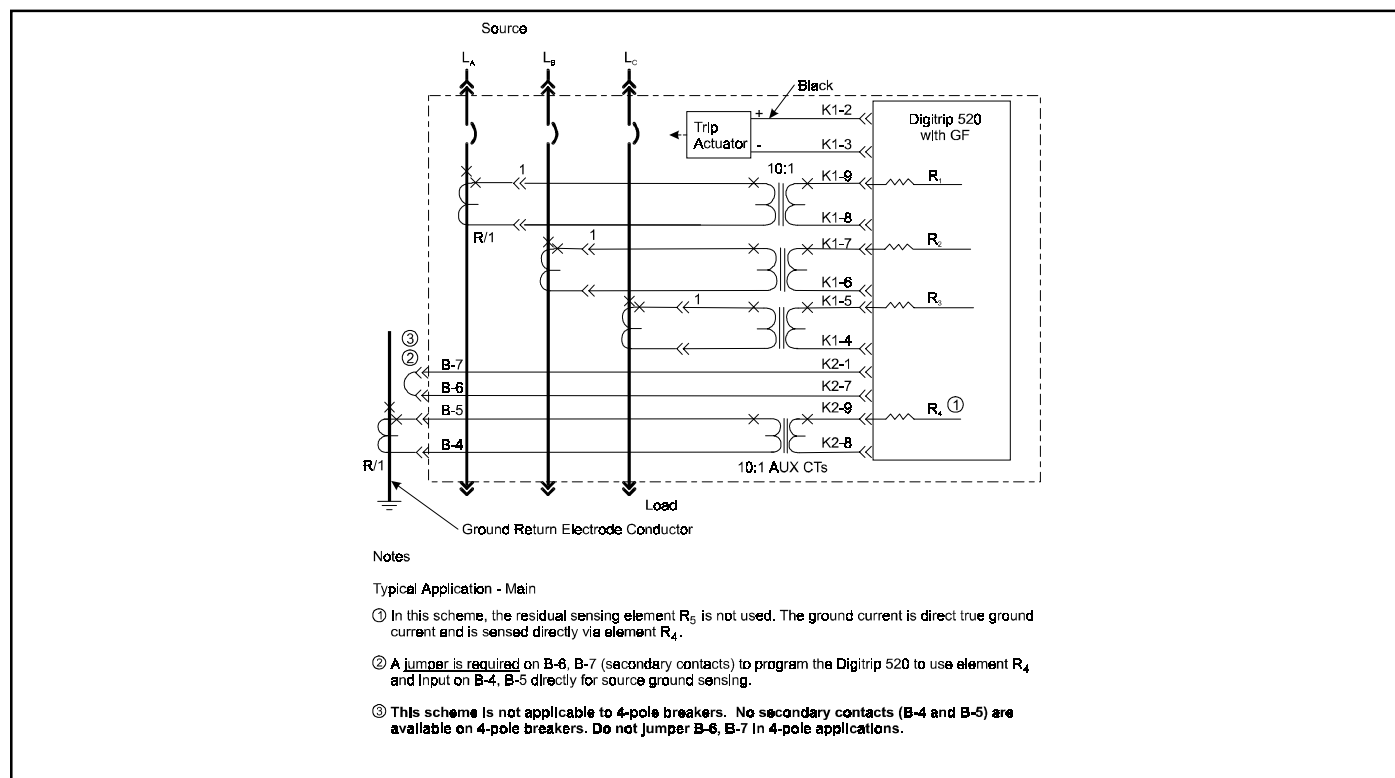 Source
L_A L_B L_C
Black
+ K1-2
Trip
Actuator
- K1-3
Digitrip 520
with GF
1
10:1
K1-9
R₁
K1-8
R/1
1
K1-7
R₂
K1-6
1
K1-5
R₃
K1-4
③
②
B-7
K2-1
B-6
K2-7
B-5
K2-9
R₄ ①
B-4
K2-8
R/1
10:1 AUX CTs
Load
Ground Return Electrode Conductor
Notes
Typical Application - Main
① In this scheme, the residual sensing element R₅ is not used. The ground current is direct true ground
current and is sensed directly via element R₄.
② A jumper is required on B-6, B-7 (secondary contacts) to program the Digitrip 520 to use element R₄
and input on B-4, B-5 directly for source ground sensing.
③ This scheme is not applicable to 4-pole breakers. No secondary contacts (B-4 and B-5) are
available on 4-pole breakers. Do not jumper B-6, B-7 in 4-pole applications.